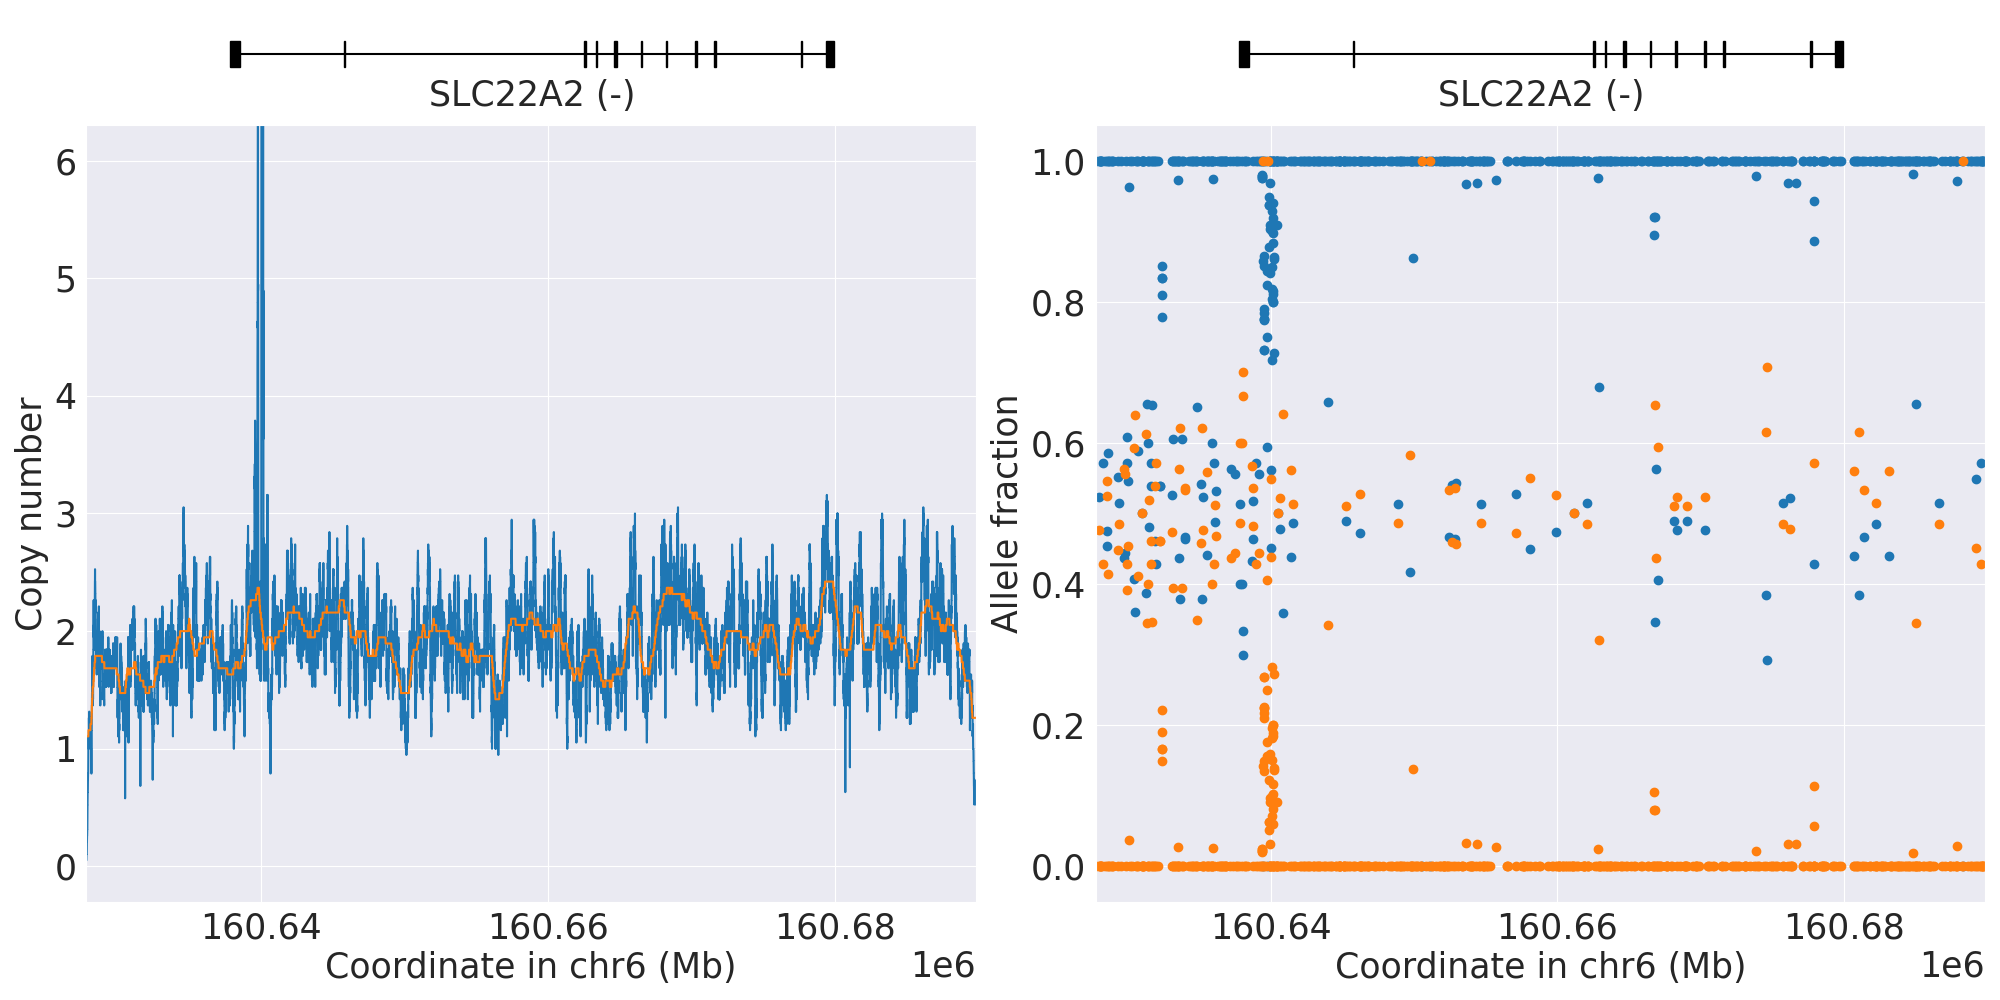 SLC22A2 (-)
6
5
4
3
2
1
0
Copy number
160.64
160.66
160.68
Coordinate in chr6 (Mb)
1e6
SLC22A2 (-)
1.0
0.8
0.6
0.4
0.2
0.0
Allele fraction
160.64
160.66
160.68
Coordinate in chr6 (Mb)
1e6